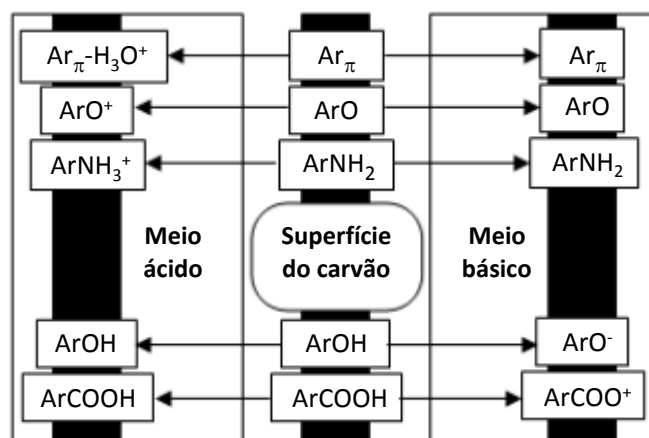 Arπ-H₃O⁺ Arπ Arπ
ArO⁺ ArO ArO
ArNH₃⁺ ArNH₂ ArNH₂
Meio ácido
Superfície do carvão
Meio básico
ArOH ArOH ArO⁻
ArCOOH ArCOOH ArCOO⁺